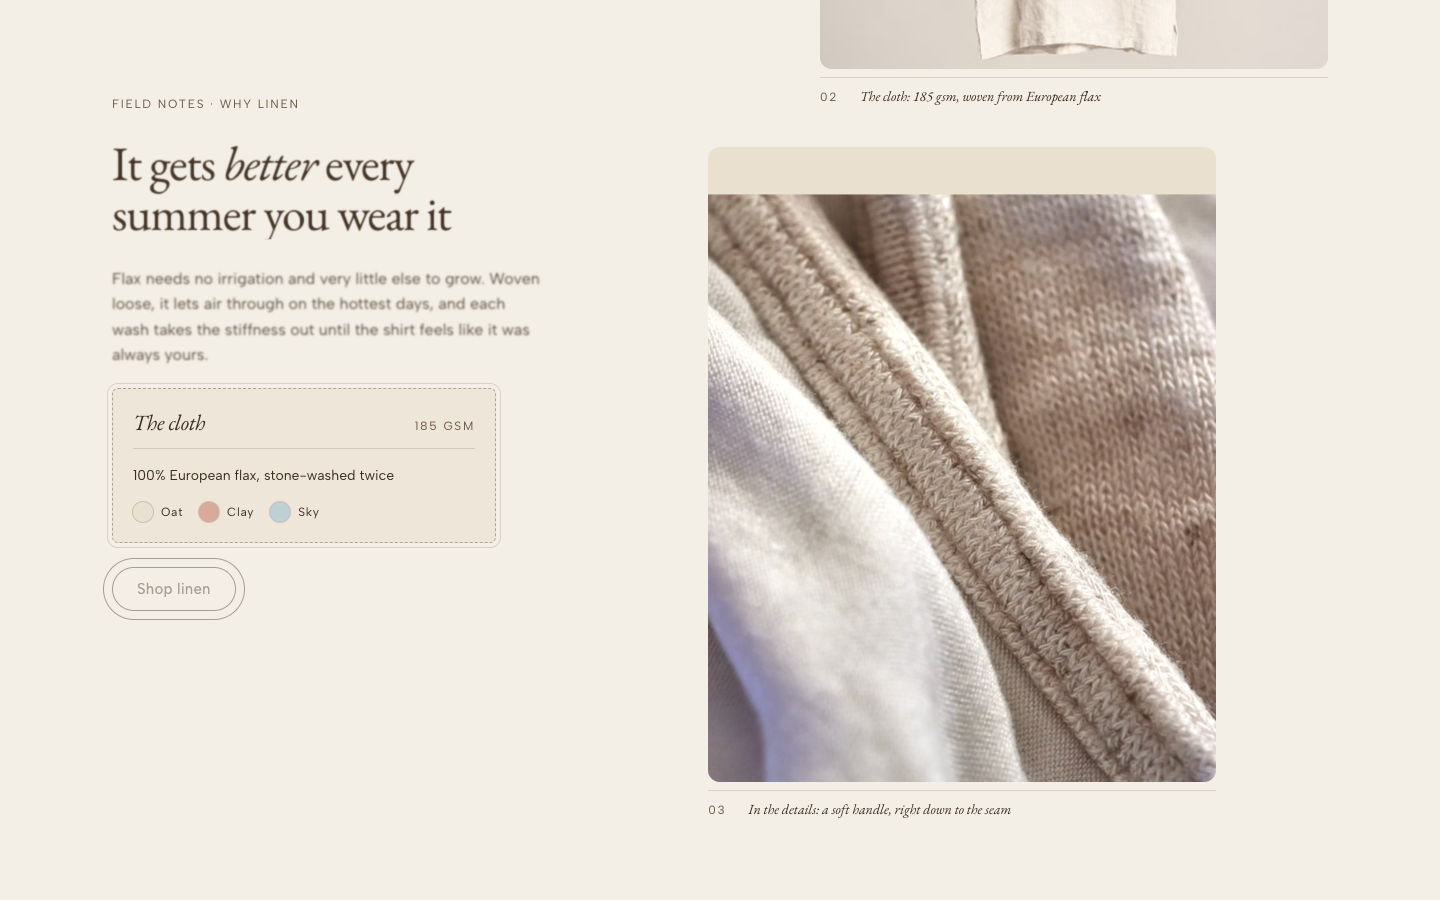 FIELD NOTES · WHY LINEN
It gets better every
summer you wear it
Flax needs no irrigation and very little else to grow. Woven
loose, it lets air through on the hottest days, and each
wash takes the stiffness out until the shirt feels like it was
always yours.
The cloth
185 GSM
100% European flax, stone-washed twice
Oat
Clay
Sky
Shop linen
02 The cloth: 185 gsm, woven from European flax
03 In the details: a soft handle, right down to the seam